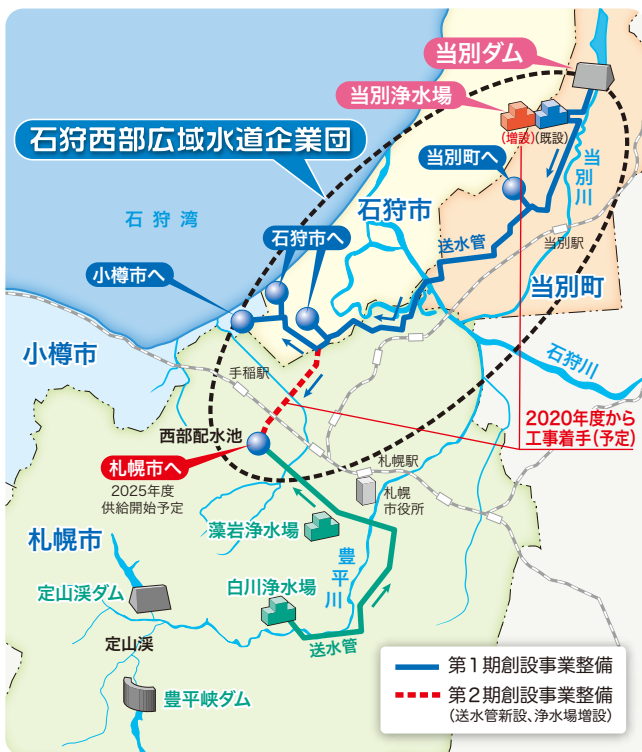 当別ダム
当別浄水場
(増設)(既設)
石狩西部広域水道企業団
当別町へ
当別川
石狩市
石狩湾
石狩市へ
送水管
当別駅
小樽市へ
当別町
小樽市
石狩川
手稲駅
2020年度から
工事着手(予定)
西部配水池
札幌市へ
2025年度
供給開始予定
札幌駅
札幌
市役所
藻岩浄水場
札幌市
豊平川
定山渓ダム
白川浄水場
定山渓
送水管
豊平峡ダム
第1期創設事業整備
第2期創設事業整備
(送水管新設、浄水場増設)